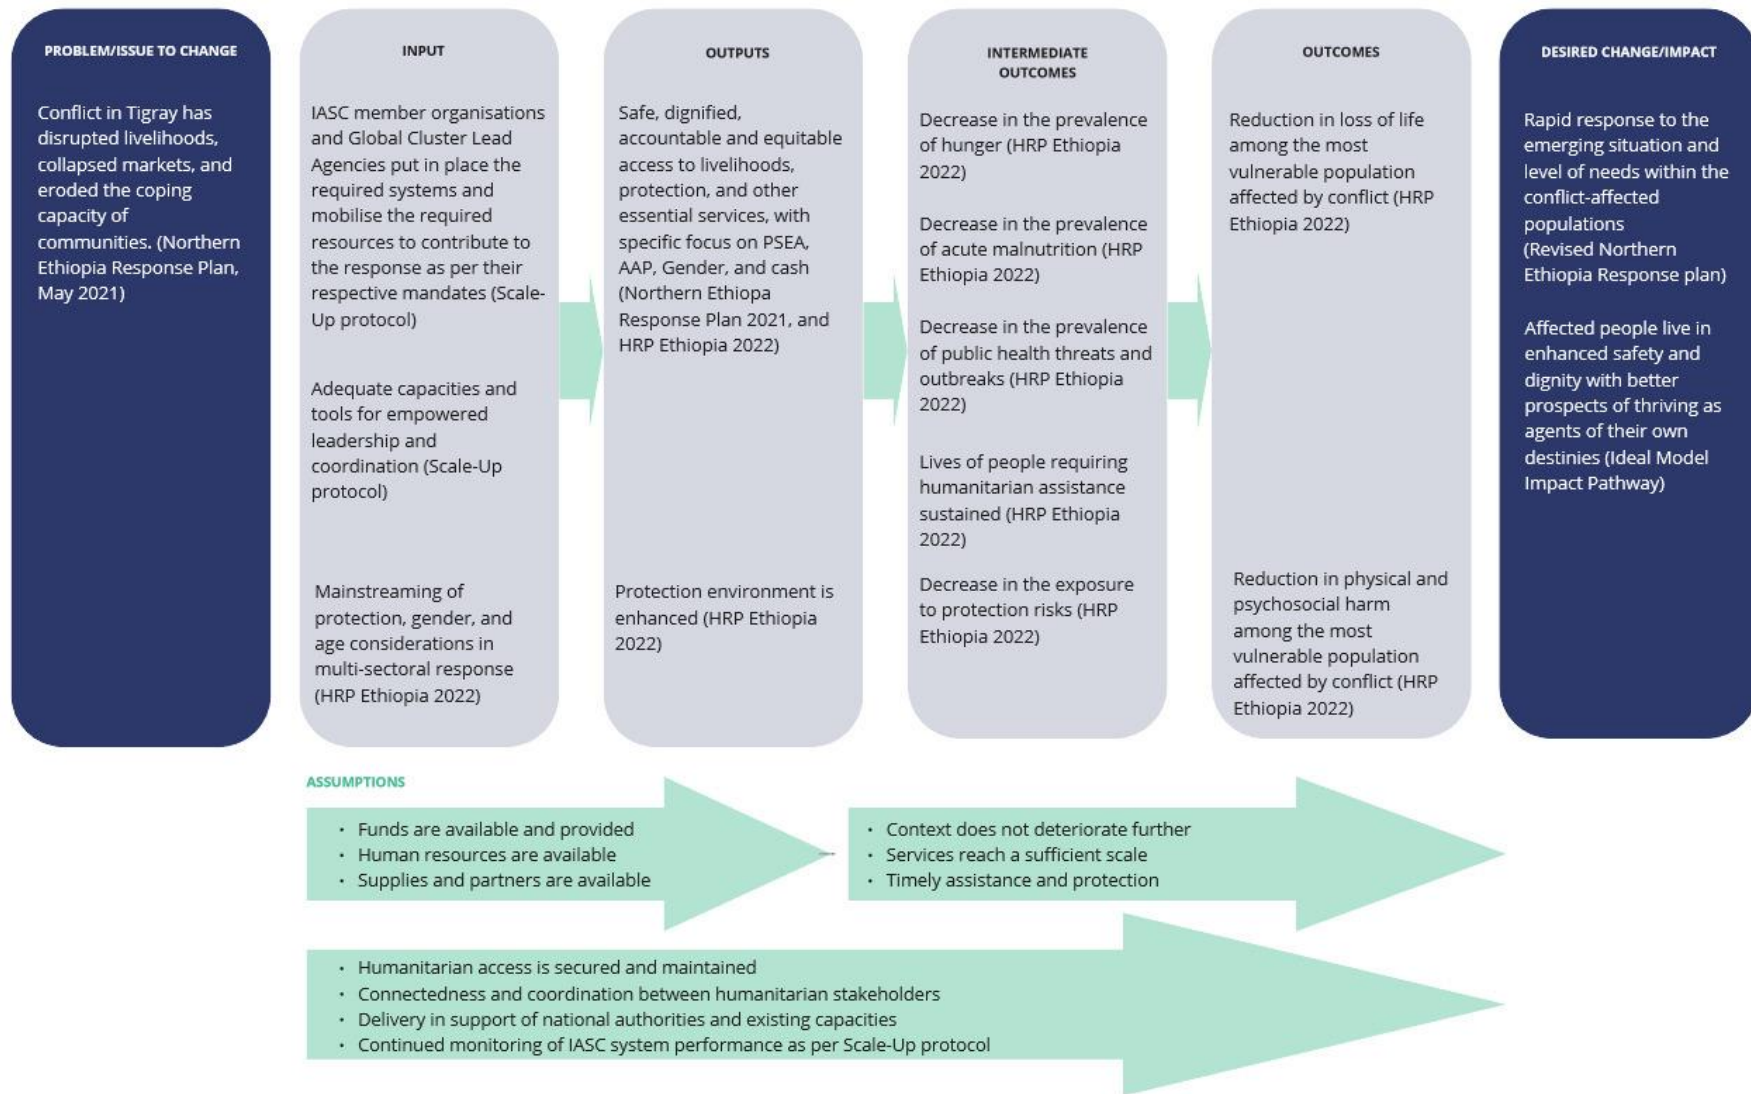 PROBLEM/ISSUE TO CHANGE
Conflict in Tigray has
disrupted livelihoods,
collapsed markets, and
eroded the coping
capacity of
communities. (Northern
Ethiopia Response Plan,
May 2021)
INPUT
IASC member organisations
and Global Cluster Lead
Agencies put in place the
required systems and
mobilise the required
resources to contribute to
the response as per their
respective mandates (Scale-
Up protocol)
Adequate capacities and
tools for empowered
leadership and
coordination (Scale-Up
protocol)
Mainstreaming of
protection, gender, and
age considerations in
multi-sectoral response
(HRP Ethiopia 2022)
OUTPUTS
Safe, dignified,
accountable and equitable
access to livelihoods,
protection, and other
essential services, with
specific focus on PSEA,
AAP, Gender, and cash
(Northern Ethiopa
Response Plan 2021, and
HRP Ethiopia 2022)
Protection environment is
enhanced (HRP Ethiopia
2022)
INTERMEDIATE
OUTCOMES
Decrease in the prevalence
of hunger (HRP Ethiopia
2022)
Decrease in the prevalence
of acute malnutrition (HRP
Ethiopia 2022)
Decrease in the prevalence
of public health threats and
outbreaks (HRP Ethiopia
2022)
Lives of people requiring
humanitarian assistance
sustained (HRP Ethiopia
2022)
Decrease in the exposure
to protection risks (HRP
Ethiopia 2022)
OUTCOMES
Reduction in loss of life
among the most
vulnerable population
affected by conflict (HRP
Ethiopia 2022)
Reduction in physical and
psychosocial harm
among the most
vulnerable population
affected by conflict (HRP
Ethiopia 2022)
DESIRED CHANGE/IMPACT
Rapid response to the
emerging situation and
level of needs within the
conflict-affected
populations
(Revised Northern
Ethiopia Response plan)
Affected people live in
enhanced safety and
dignity with better
prospects of thriving as
agents of their own
destinies (Ideal Model
Impact Pathway)
ASSUMPTIONS
• Funds are available and provided
• Human resources are available
• Supplies and partners are available
• Context does not deteriorate further
• Services reach a sufficient scale
• Timely assistance and protection
• Humanitarian access is secured and maintained
• Connectedness and coordination between humanitarian stakeholders
• Delivery in support of national authorities and existing capacities
• Continued monitoring of IASC system performance as per Scale-Up protocol